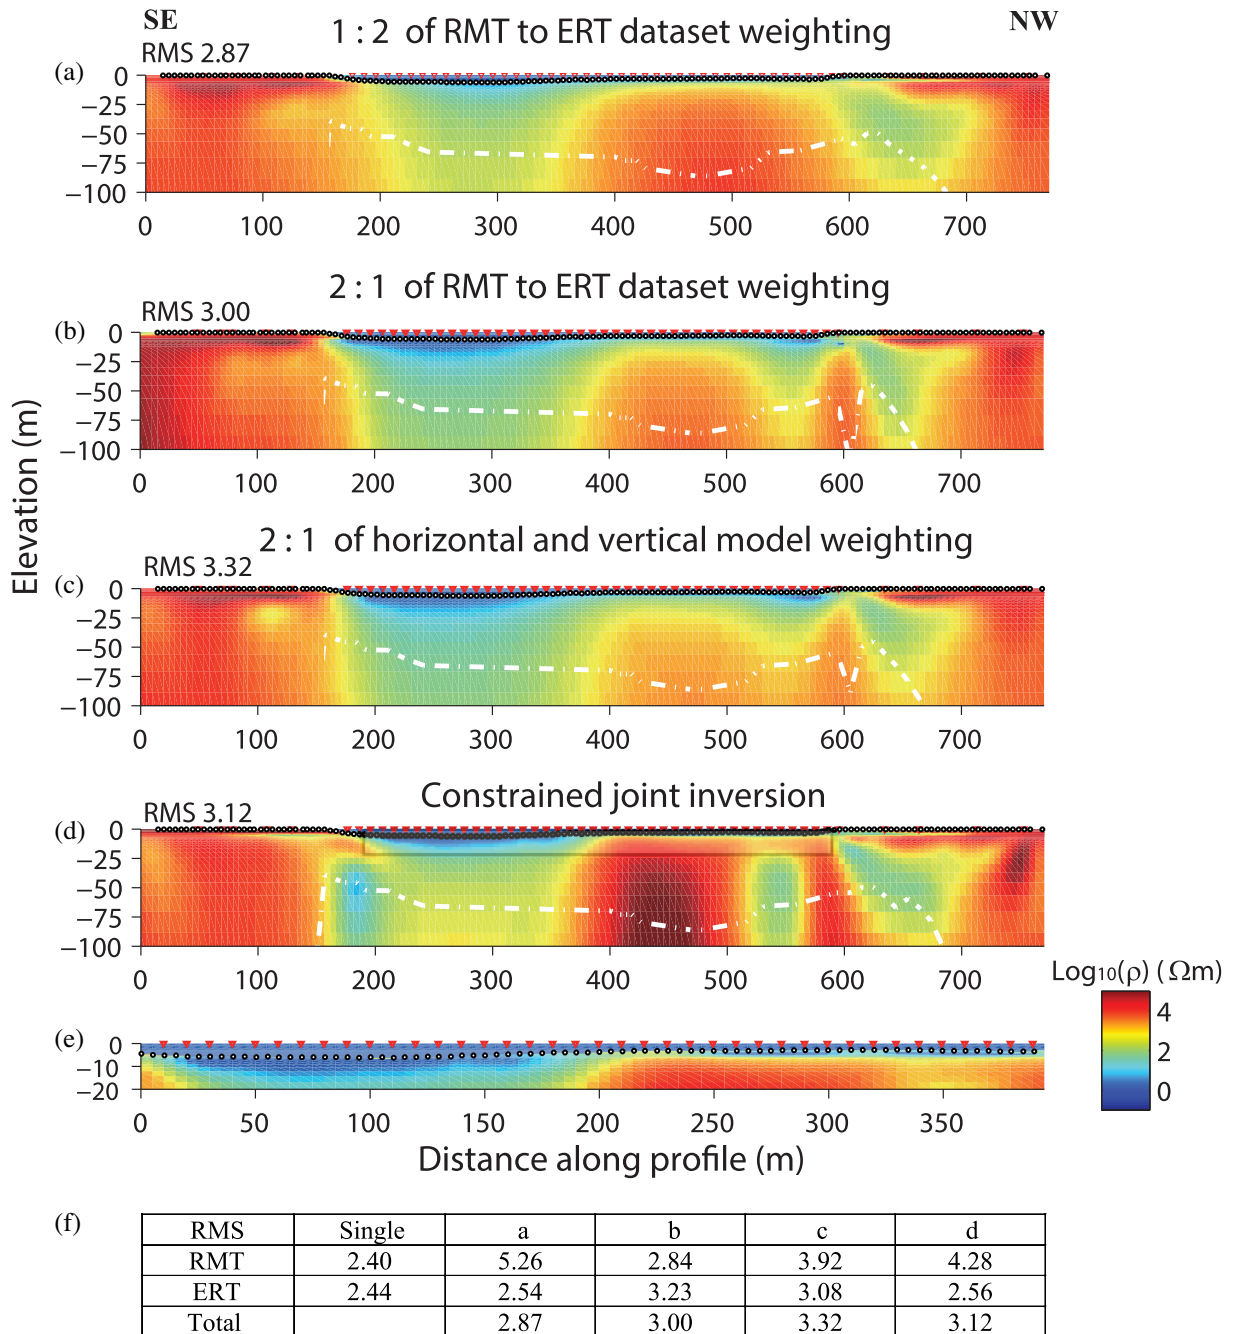 SE NW
1 : 2 of RMT to ERT dataset weighting
RMS 2.87
(a)
0
−25
−50
−75
−100
0 100 200 300 400 500 600 700
2 : 1 of RMT to ERT dataset weighting
RMS 3.00
(b)
0
−25
−50
−75
−100
0 100 200 300 400 500 600 700
2 : 1 of horizontal and vertical model weighting
RMS 3.32
(c)
0
−25
−50
−75
−100
0 100 200 300 400 500 600 700
Elevation (m)
Constrained joint inversion
RMS 3.12
(d)
0
−25
−50
−75
−100
0 100 200 300 400 500 600 700
Log10(ρ) (Ωm)
4
2
0
(e)
0
−10
−20
0 50 100 150 200 250 300 350
Distance along profile (m)
(f)
RMS Single a b c d
RMT 2.40 5.26 2.84 3.92 4.28
ERT 2.44 2.54 3.23 3.08 2.56
Total 2.87 3.00 3.32 3.12